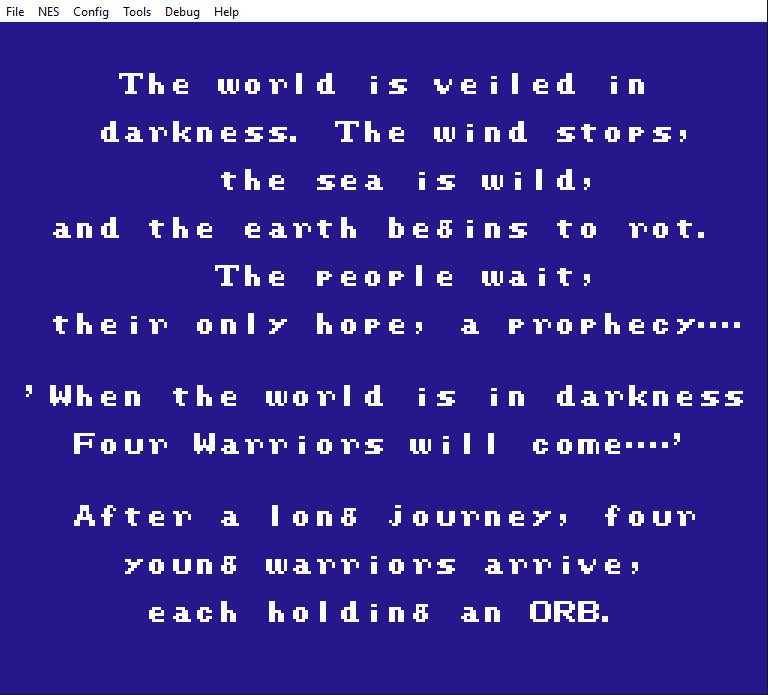 File NES Config Tools Debug Help
The world is veiled in
darkness. The wind stops,
the sea is wild,
and the earth begins to rot.
The people wait,
their only hope, a prophecy....
'When the world is in darkness
Four Warriors will come....'
After a long journey, four
young warriors arrive,
each holding an ORB.